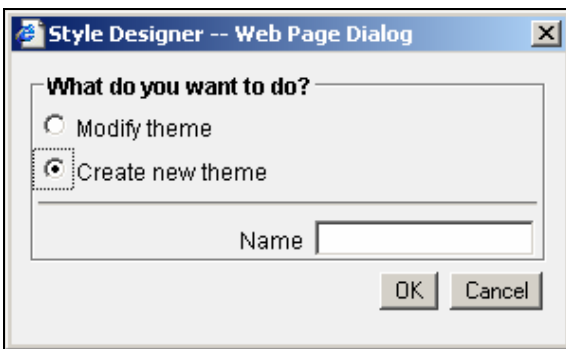 Style Designer -- Web Page Dialog
What do you want to do?
Modify theme
Create new theme
Name
OK Cancel